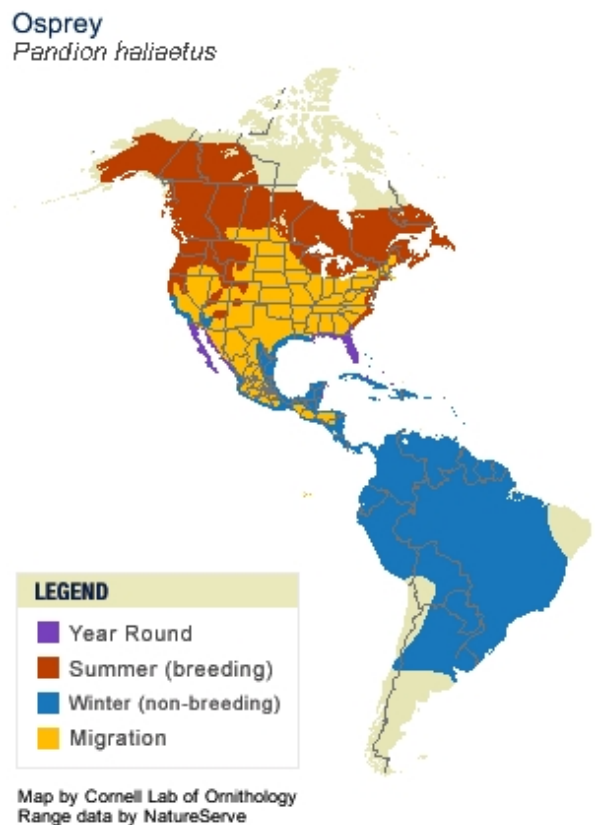 Osprey
Pandion haliaetus
LEGEND
Year Round
Summer (breeding)
Winter (non-breeding)
Migration
Map by Cornell Lab of Ornithology
Range data by NatureServe